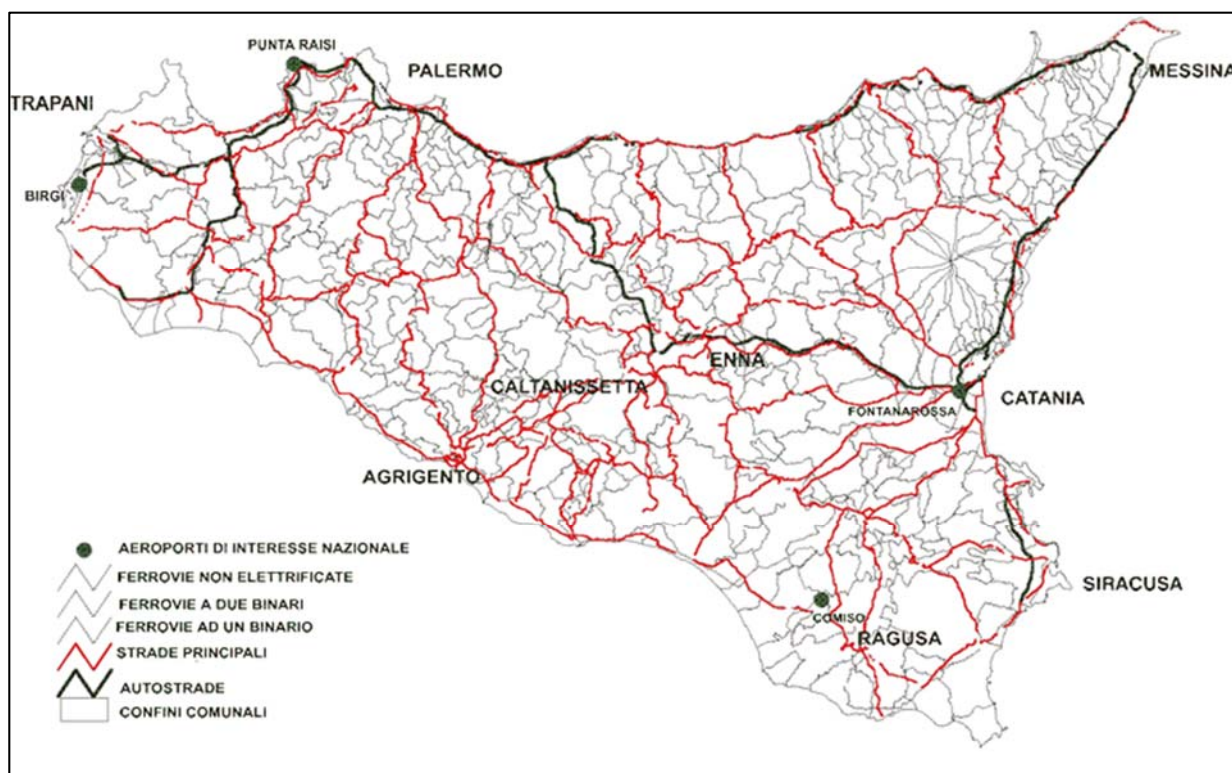 PUNTA RAISI
PALERMO
MESSINA
TRAPANI
BIRGI
ENNA
CALTANISSETTA
CATANIA
FONTANAROSSA
AGRIGENTO
AEROPORTI DI INTERESSE NAZIONALE
FERROVIE NON ELETTRIFICATE
FERROVIE A DUE BINARI
FERROVIE AD UN BINARIO
STRADE PRINCIPALI
AUTOSTRADE
CONFINI COMUNALI
SIRACUSA
COMISO
RAGUSA